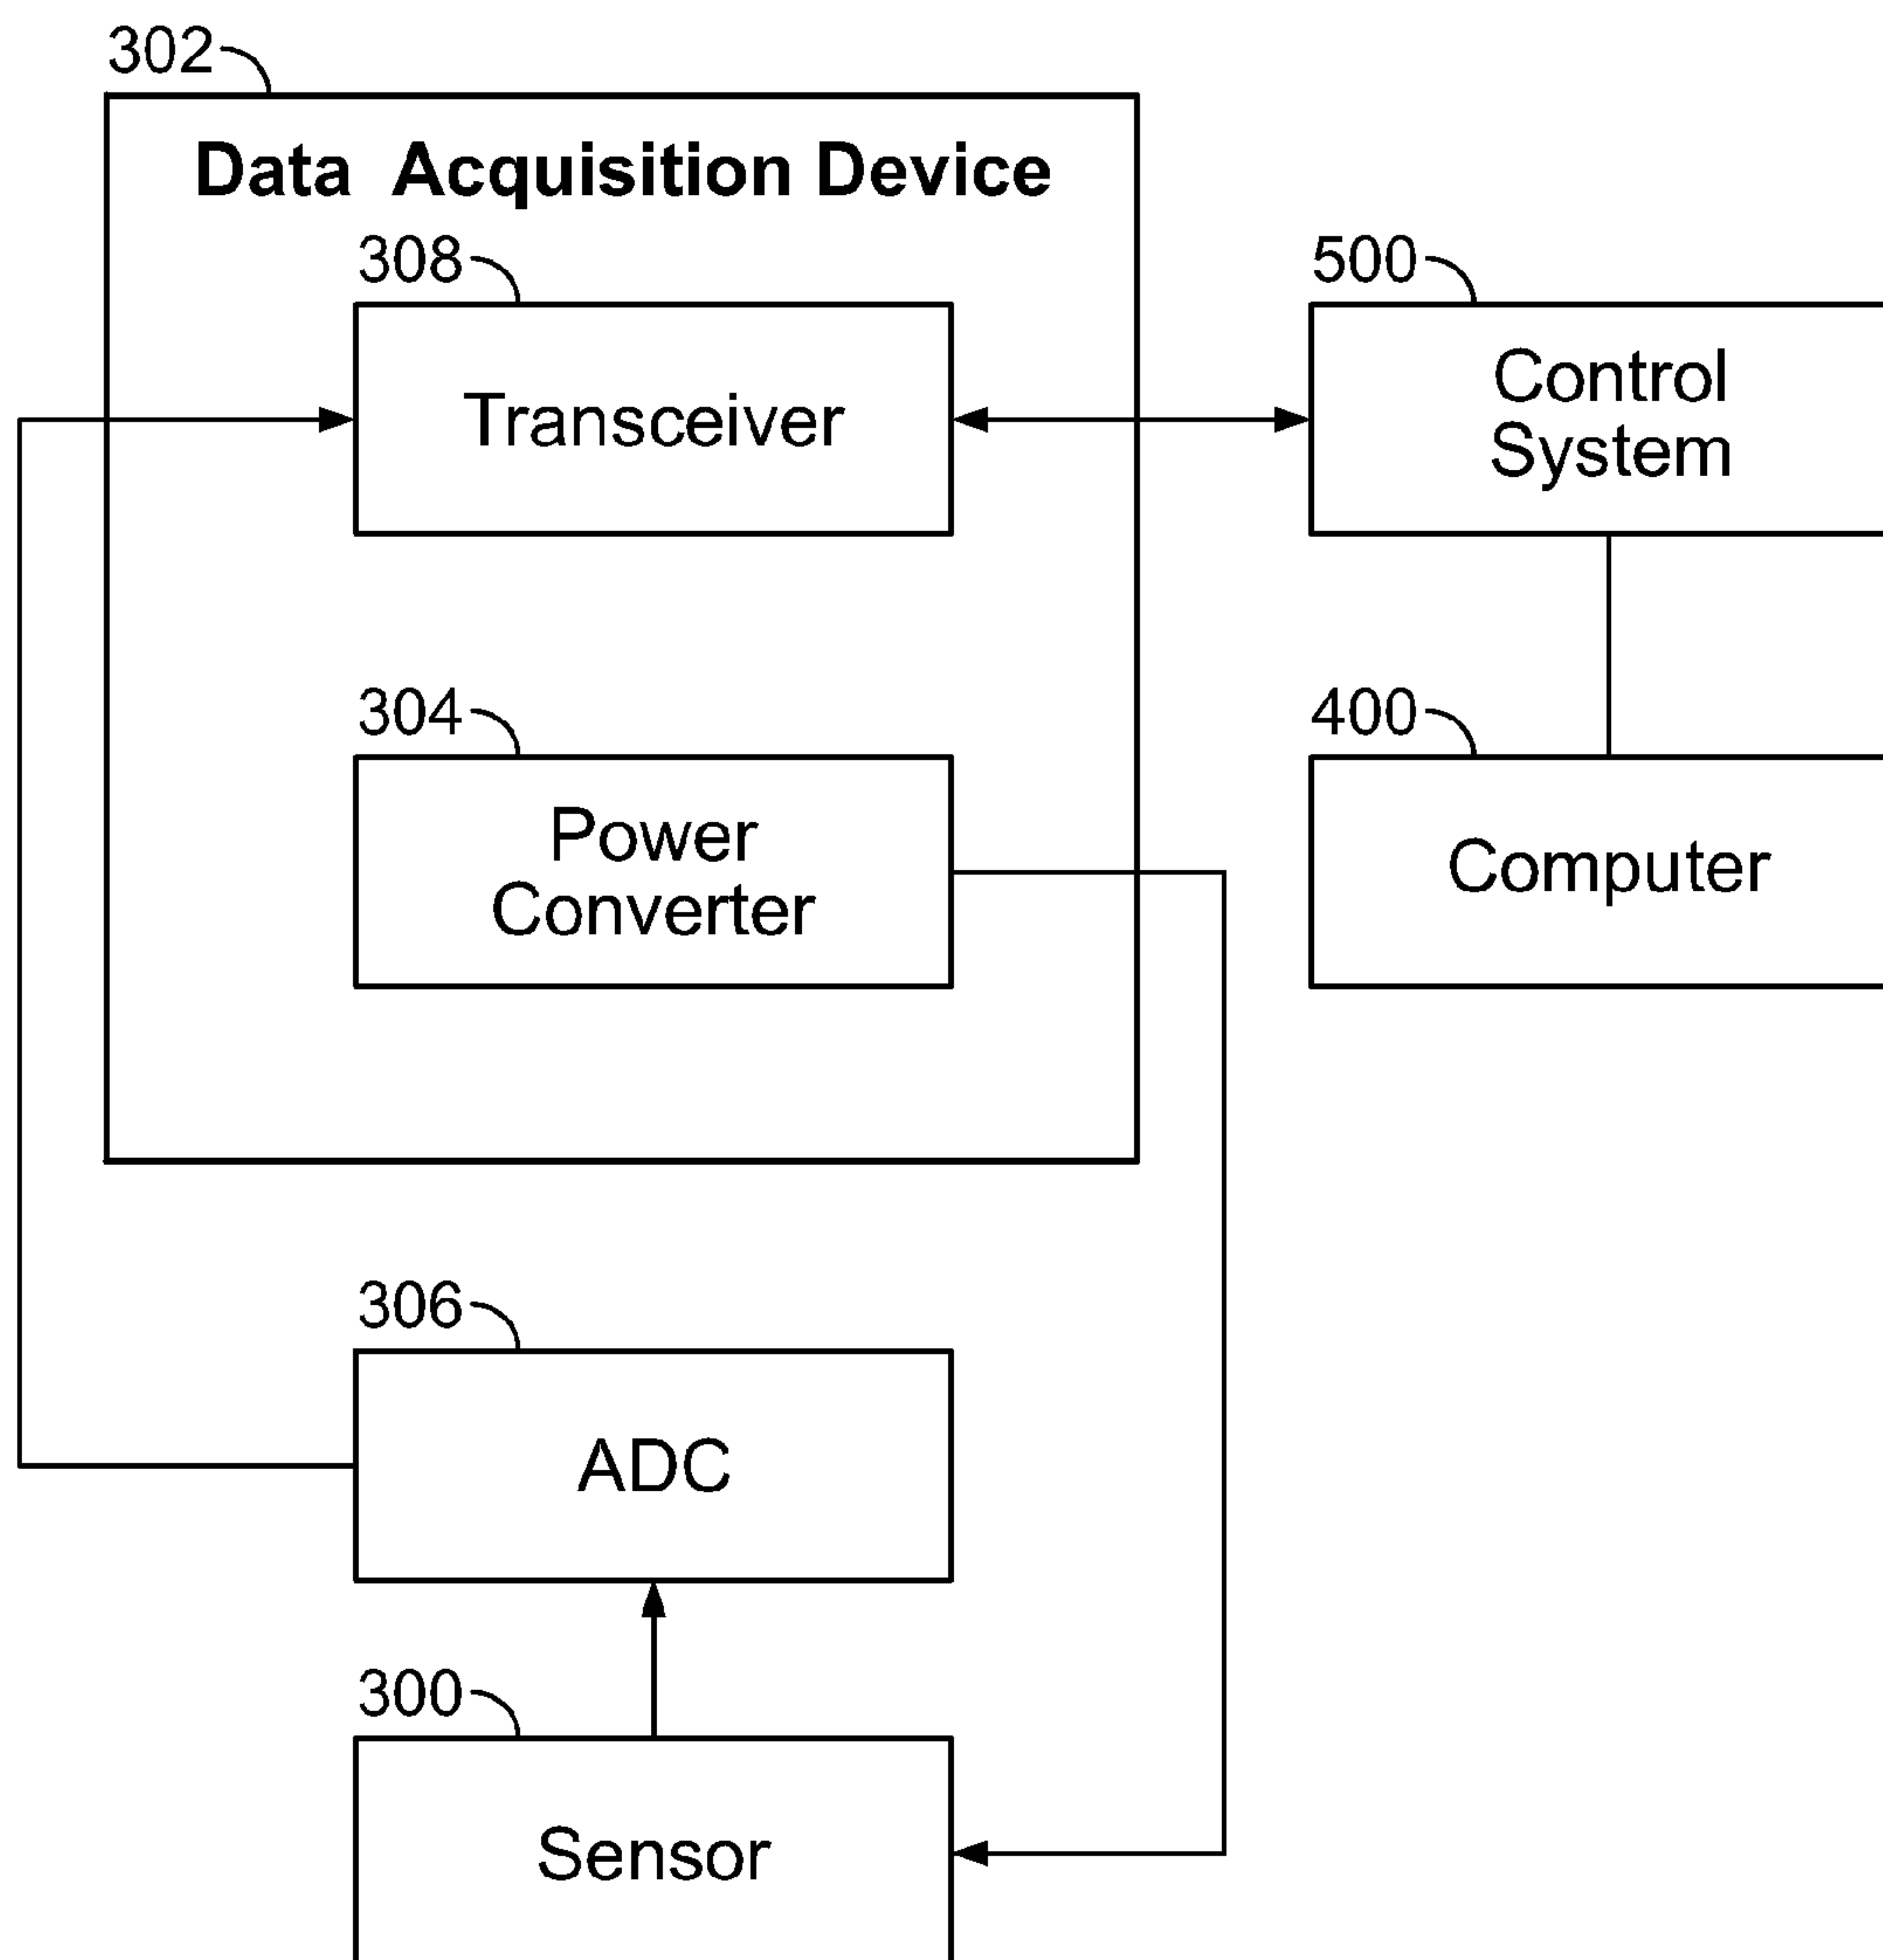 302
Data Acquisition Device
308
Transceiver
500
Control
System
304
Power
Converter
400
Computer
306
ADC
300
Sensor